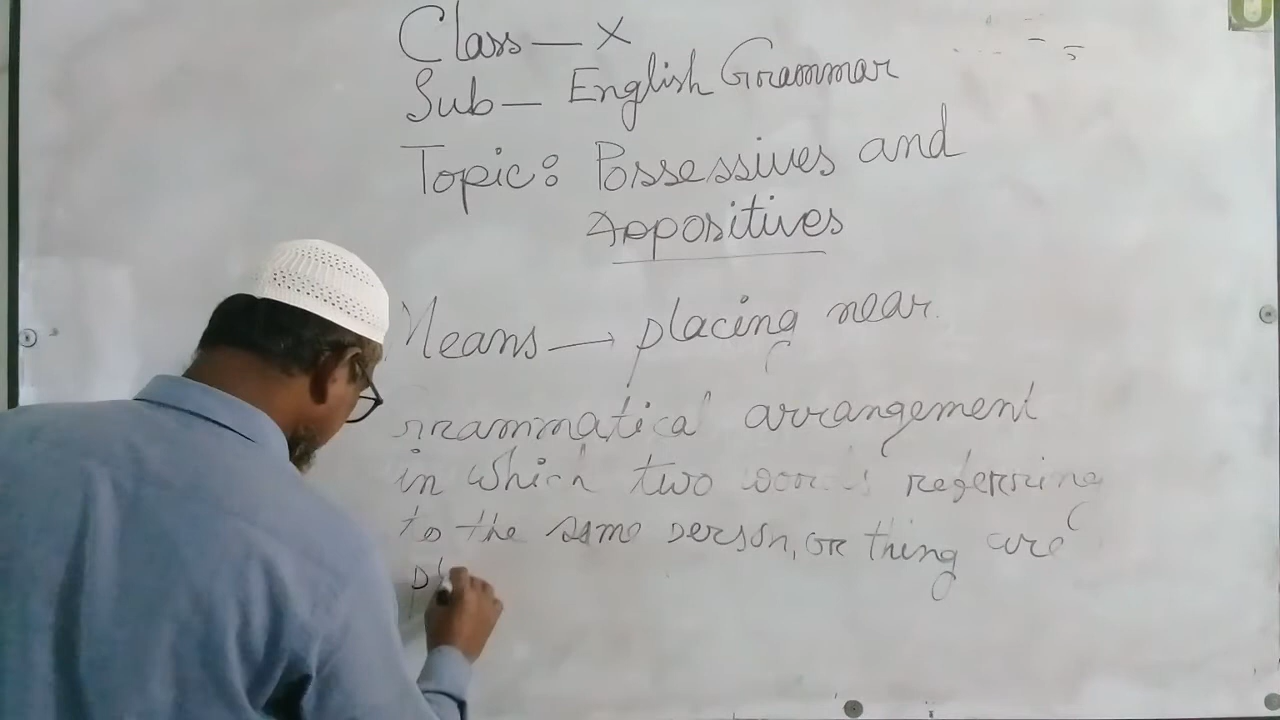 Class — X
Sub — English Grammar
Topic: Possessives and
Appositives
Means → placing near
Grammatical arrangement
in which two words referring
to the same person, or thing are
pl